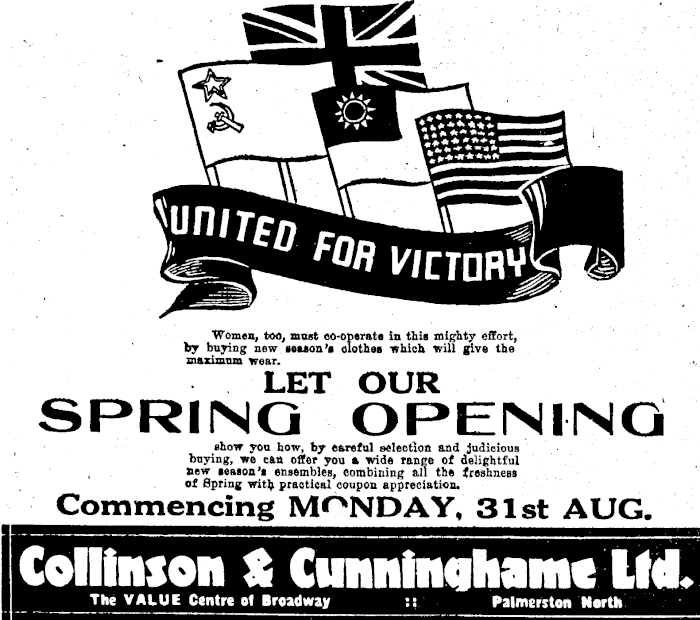 UNITED FOR VICTORY
Women, too, must co-operate in this mighty effort,
by buying new season's clothes which will give the
maximum wear.
LET OUR
SPRING OPENING
show you how, by careful selection and judicious
buying, we can offer you a wide range of delightful
new season's ensembles, combining all the freshness
of Spring with practical coupon appreciation.
Commencing MONDAY, 31st AUG.
Collinson & Cunninghame Ltd.
The VALUE Centre of Broadway :: Palmerston North